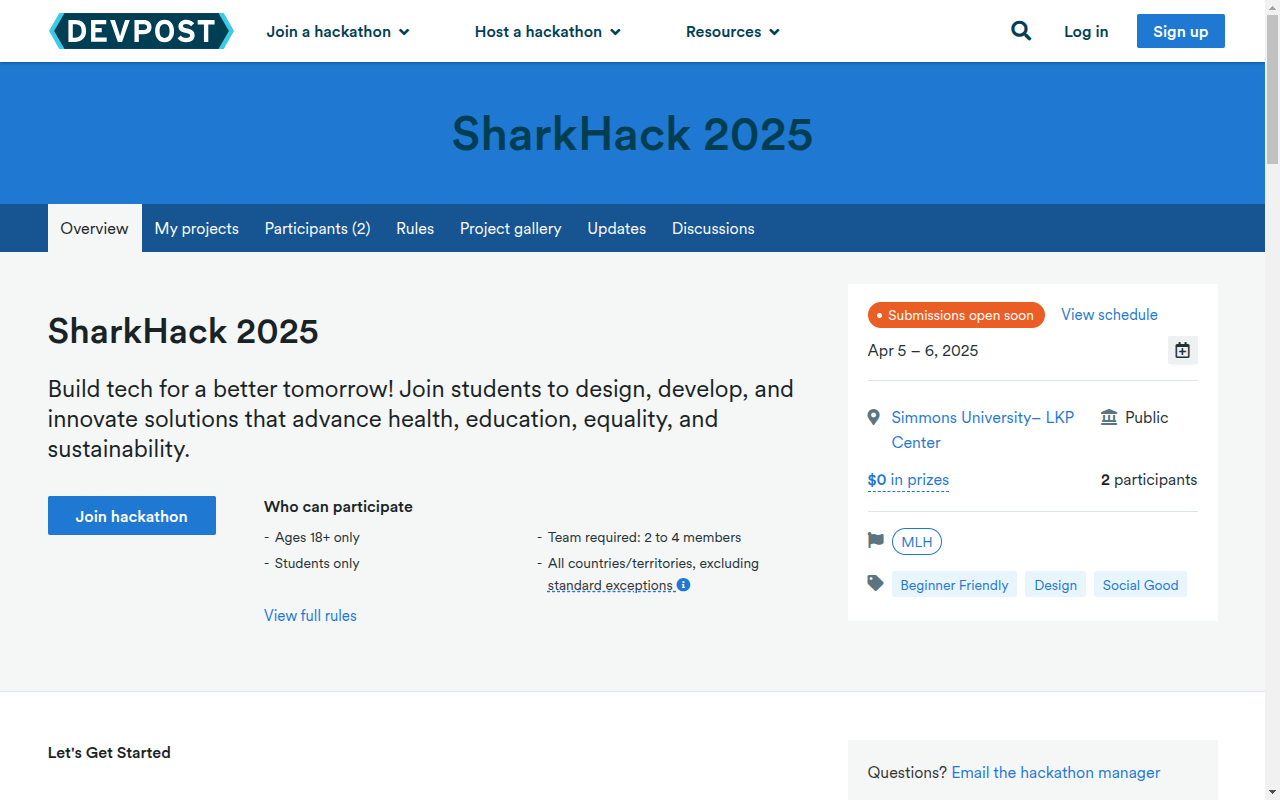 DEVPOST
Join a hackathon
Host a hackathon
Resources
Log in
Sign up
SharkHack 2025
Overview
My projects
Participants (2)
Rules
Project gallery
Updates
Discussions
SharkHack 2025
Build tech for a better tomorrow! Join students to design, develop, and
innovate solutions that advance health, education, equality, and
sustainability.
Join hackathon
Who can participate
- Ages 18+ only
- Students only
- Team required: 2 to 4 members
- All countries/territories, excluding
standard exceptions
View full rules
Submissions open soon
View schedule
Apr 5 – 6, 2025
Simmons University– LKP
Center
Public
$0 in prizes
2 participants
MLH
Beginner Friendly
Design
Social Good
Let's Get Started
Questions? Email the hackathon manager